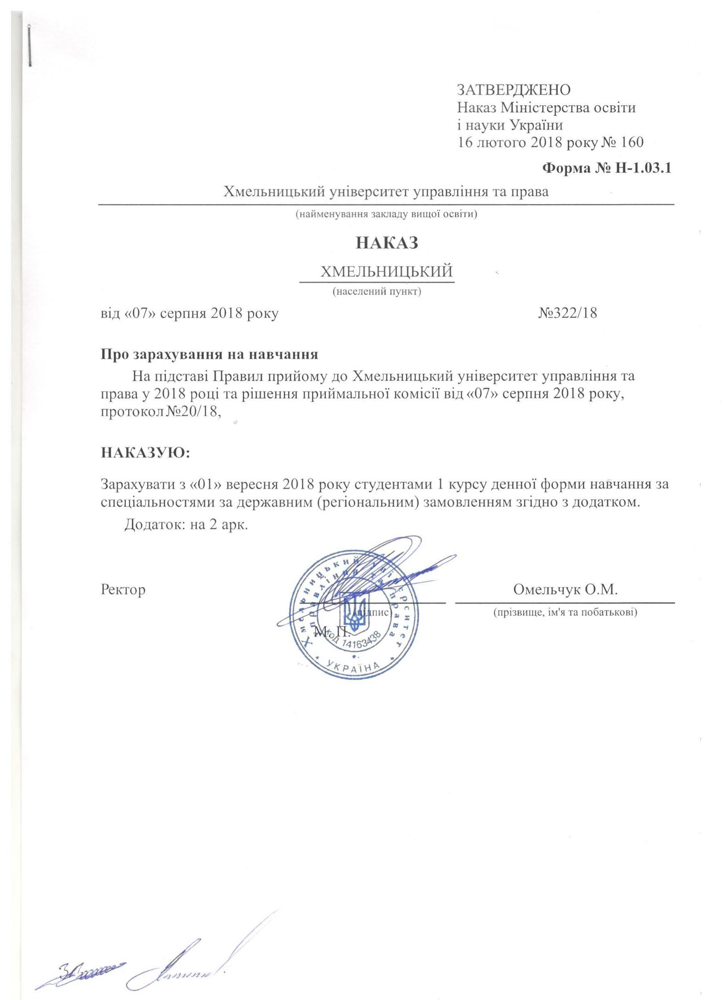 ЗАТВЕРДЖЕНО
Наказ Міністерства освіти
і науки України
16 лютого 2018 року № 160
Форма № Н-1.03.1
Хмельницький університет управління та права
(найменування закладу вищої освіти)
НАКАЗ
ХМЕЛЬНИЦЬКИЙ
(населений пункт)
від «07» серпня 2018 року №322/18
Про зарахування на навчання
На підставі Правил прийому до Хмельницький університет управління та
права у 2018 році та рішення приймальної комісії від «07» серпня 2018 року,
протокол №20/18,
НАКАЗУЮ:
Зарахувати з «01» вересня 2018 року студентами 1 курсу денної форми навчання за
спеціальностями за державним (регіональним) замовленням згідно з додатком.
Додаток: на 2 арк.
Ректор Омельчук О.М.
(підпис) (прізвище, ім'я та побатькові)
М. П.
Хмельницький університет
управління та права
код 14163438
* УКРАЇНА *